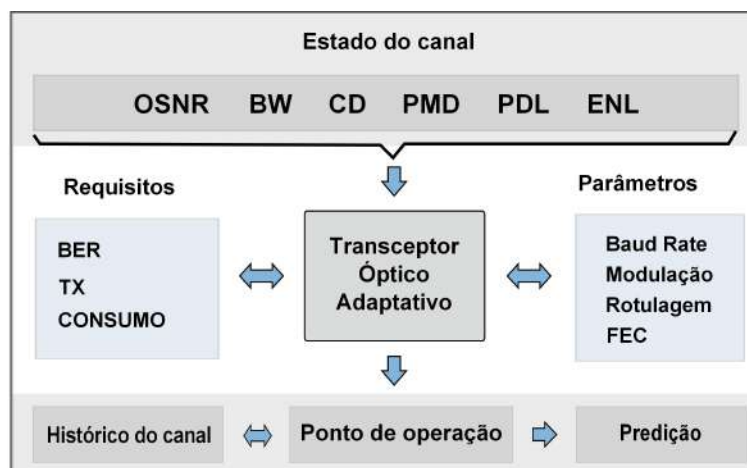 Estado do canal
OSNR BW CD PMD PDL ENL
Requisitos
Parâmetros
BER
TX
CONSUMO
Transceptor
Óptico
Adaptativo
Baud Rate
Modulação
Rotulagem
FEC
Histórico do canal
Ponto de operação
Predição